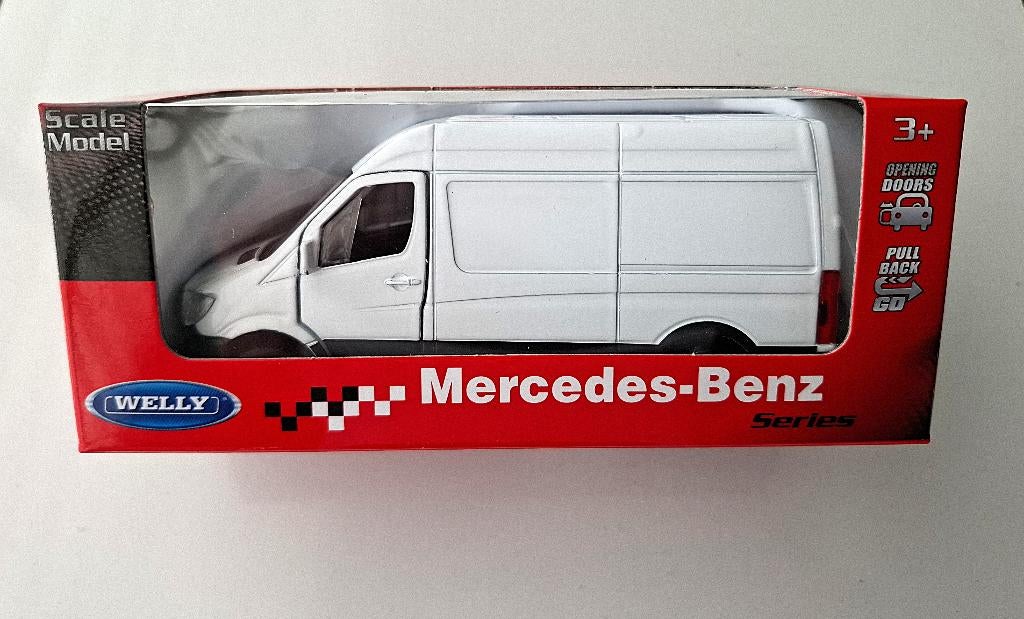 Scale
Model
3+
OPENING
DOORS
PULL
BACK
GO
WELLY
Mercedes-Benz
Series